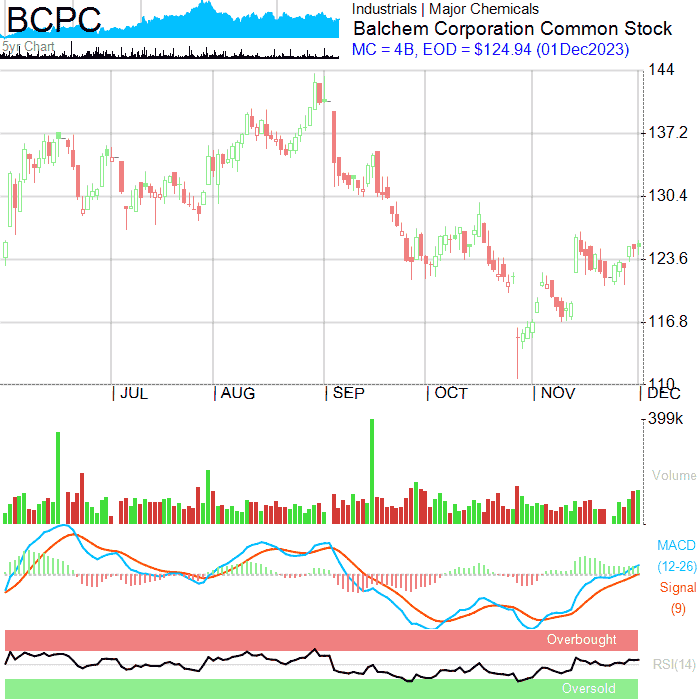 BCPC
5yr Chart
Industrials | Major Chemicals
Balchem Corporation Common Stock
MC = 4B, EOD = $124.94 (01Dec2023)
144
137.2
130.4
123.6
116.8
110
JUL AUG SEP OCT NOV DEC
399k
Volume
MACD
(12-26)
Signal
(9)
Overbought
RSI(14)
Oversold